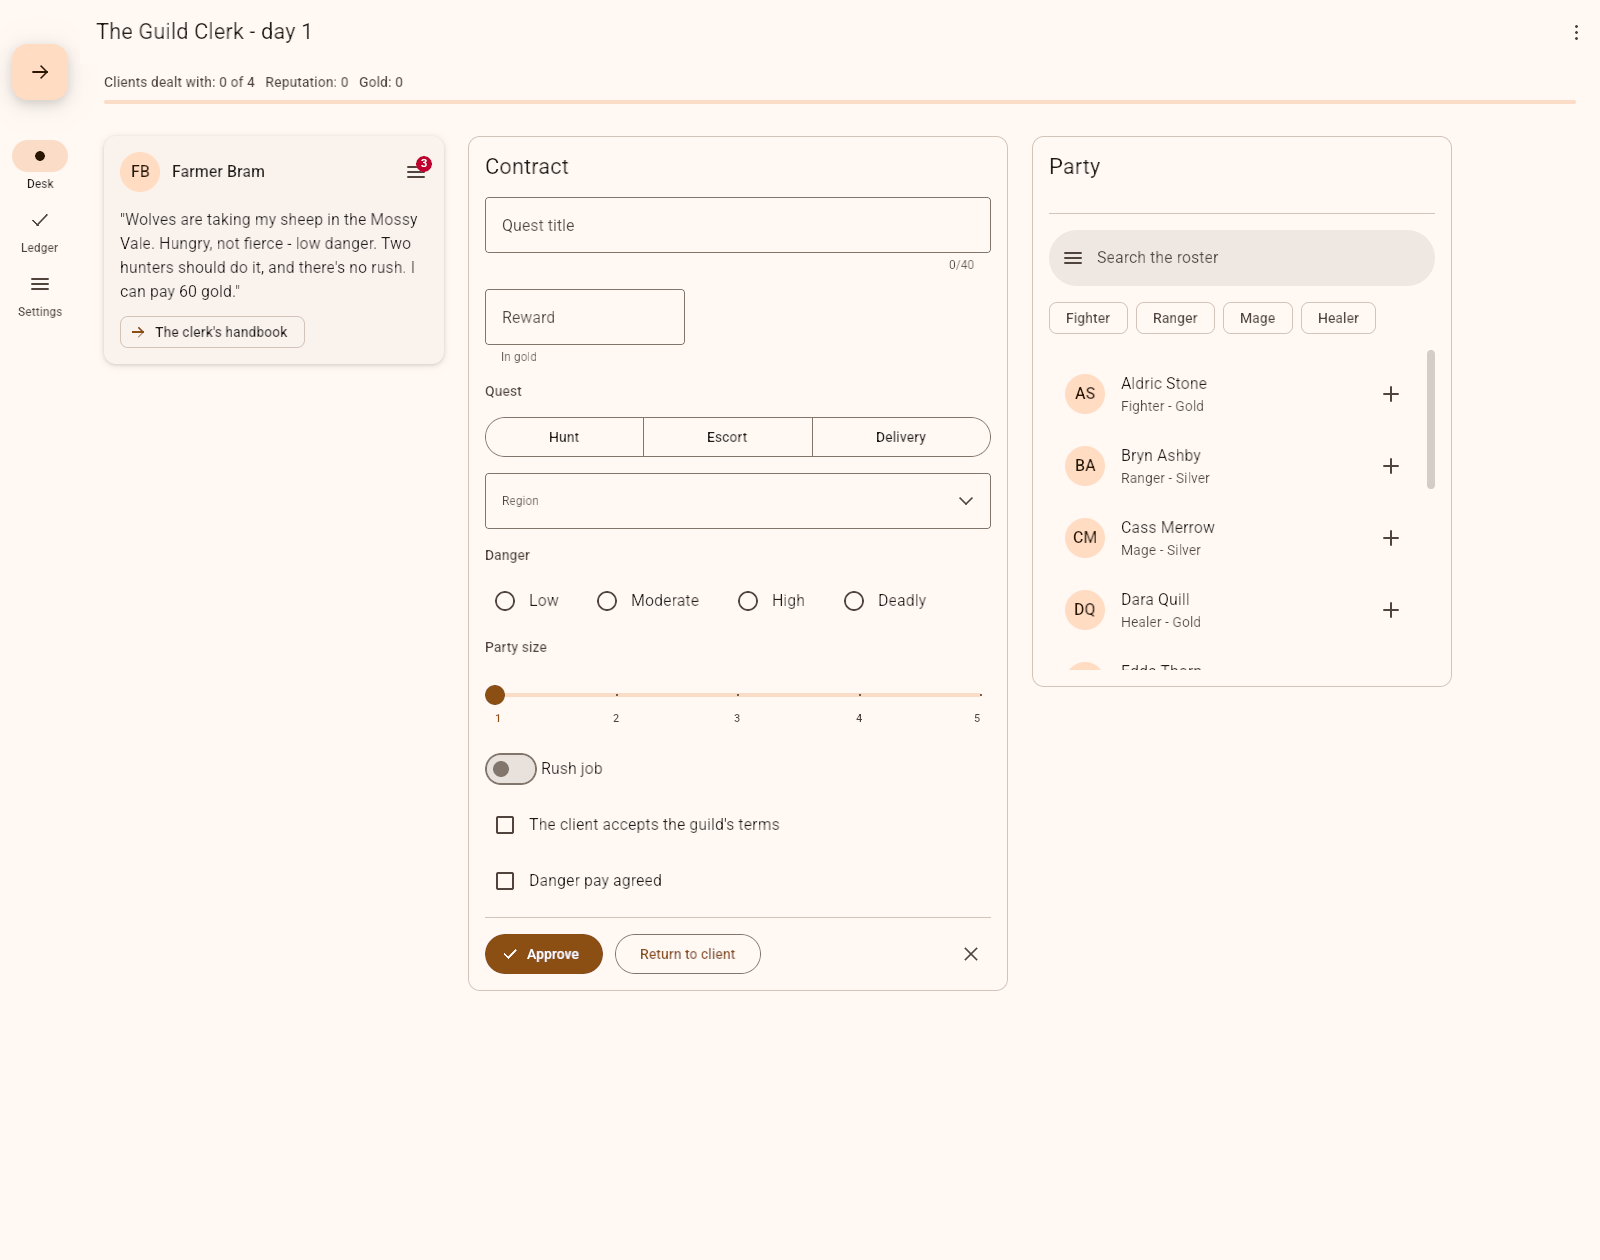 The Guild Clerk - day 1
Clients dealt with: 0 of 4 Reputation: 0 Gold: 0
Desk
Ledger
Settings
FB
Farmer Bram
3
"Wolves are taking my sheep in the Mossy
Vale. Hungry, not fierce - low danger. Two
hunters should do it, and there's no rush. I
can pay 60 gold."
The clerk's handbook
Contract
Quest title
0/40
Reward
In gold
Quest
Hunt Escort Delivery
Region
Danger
Low Moderate High Deadly
Party size
1 2 3 4 5
Rush job
The client accepts the guild's terms
Danger pay agreed
Approve Return to client
Party
Search the roster
Fighter Ranger Mage Healer
AS
Aldric Stone
Fighter - Gold
BA
Bryn Ashby
Ranger - Silver
CM
Cass Merrow
Mage - Silver
DQ
Dara Quill
Healer - Gold